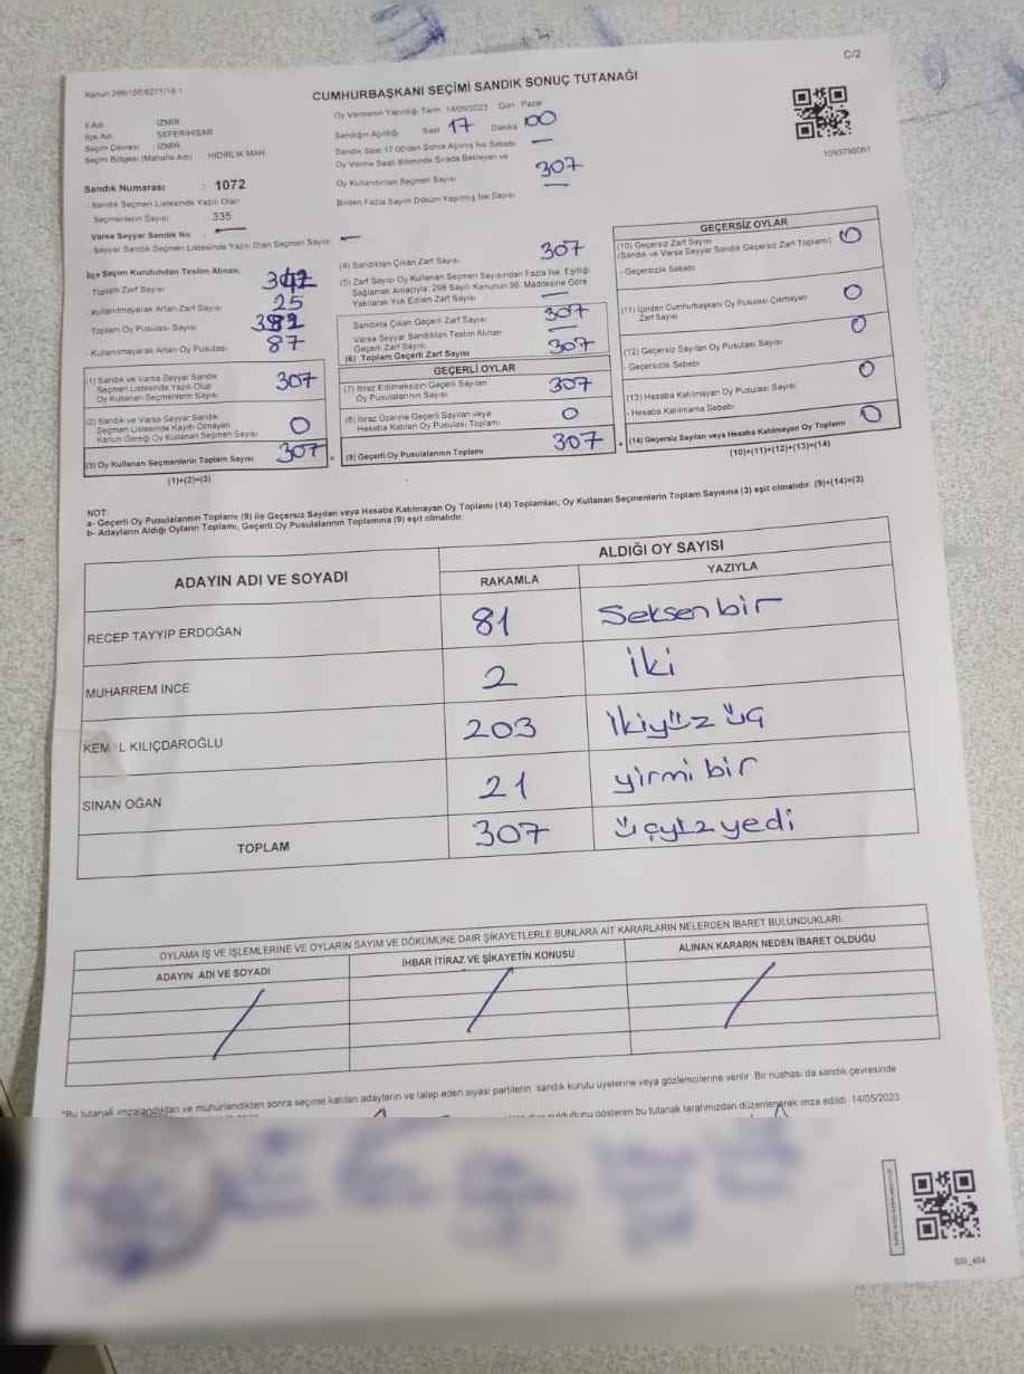 C/2
CUMHURBAŞKANI SEÇİMİ SANDIK SONUÇ TUTANAĞI
İl Adı : İZMİR
İlçe Adı : SEFERİHİSAR
Seçim Çevresi : İZMİR
Seçim Bölgesi (Mahalle Adı) : HIDIRLIK MAH
Sandık Numarası : 1072
Sandık Seçmen Listesinde Yazılı Olan
Seçmenlerin Sayısı 335
Varsa Seyyar Sandık No : —
Seyyar Sandık Seçmen Listesinde Yazılı Olan Seçmen Sayısı —
Oy Vermenin Yapıldığı Tarih 14/05/2023 Gün Pazar
Sandığın Açıldığı Saat 17 Dakika 00
Sandık Saat 17.00'den Sonra Açılmış İse Sebebi —
Oy Verme Saati Bitiminde Sırada Bekleyen ve
Oy Kullandırılan Seçmen Sayısı 307
Birden Fazla Sayım Döküm Yapılmış İse Sayısı —
İlçe Seçim Kurulundan Teslim Alınan,
Toplam Zarf Sayısı
Kullanılmayarak Artan Zarf Sayısı 25
Toplam Oy Pusulası Sayısı
Kullanılmayarak Artan Oy Pusulası 87
(1) Sandık ve Varsa Seyyar Sandık
Seçmen Listesinde Yazılı Olup
Oy Kullanan Seçmenlerin Sayısı 307
(2) Sandık ve Varsa Seyyar Sandık
Seçmen Listesinde Kayıtlı Olmayan
Kanun Gereği Oy Kullanan Seçmen Sayısı 0
(3) Oy Kullanan Seçmenlerin Toplam Sayısı 307
(1)+(2)=(3)
(4) Sandıktan Çıkan Zarf Sayısı 307
(5) Zarf Sayısı Oy Kullanan Seçmen Sayısından Fazla İse, Eşitliği
Sağlamak Amacıyla, 298 Sayılı Kanunun 98. Maddesine Göre
Yakılarak Yok Edilen Zarf Sayısı —
Sandıkta Çıkan Geçerli Zarf Sayısı 307
Varsa Seyyar Sandıktan Teslim Alınan
Geçerli Zarf Sayısı —
(6) Toplam Geçerli Zarf Sayısı 307
GEÇERLİ OYLAR
(7) İtiraz Edilmeksizin Geçerli Sayılan
Oy Pusulalarının Sayısı 307
(8) İtiraz Üzerine Geçerli Sayılan veya
Hesaba Katılan Oy Pusulası Toplamı 0
(9) Geçerli Oy Pusulalarının Toplamı 307
GEÇERSİZ OYLAR
(10) Geçersiz Zarf Sayısı
(Sandık ve Varsa Seyyar Sandık Geçersiz Zarf Toplamı) 0
- Geçersizlik Sebebi
(11) İçinden Cumhurbaşkanı Oy Pusulası Çıkmayan
Zarf Sayısı 0
(12) Geçersiz Sayılan Oy Pusulası Sayısı 0
- Geçersizlik Sebebi
(13) Hesaba Katılmayan Oy Pusulası Sayısı 0
- Hesaba Katılmama Sebebi
(14) Geçersiz Sayılan veya Hesaba Katılmayan Oy Toplamı 0
(10)+(11)+(12)+(13)=(14)
NOT:
a- Geçerli Oy Pusulalarının Toplamı (9) ile Geçersiz Sayılan veya Hesaba Katılmayan Oy Toplamı (14) Toplamları, Oy Kullanan Seçmenlerin Toplam Sayısına (3) eşit olmalıdır. (9)+(14)=(3)
b- Adayların Aldığı Oyların Toplamı, Geçerli Oy Pusulalarının Toplamına (9) eşit olmalıdır.
ADAYIN ADI VE SOYADI ALDIĞI OY SAYISI
RAKAMLA YAZIYLA
RECEP TAYYİP ERDOĞAN 81 Seksen bir
MUHARREM İNCE 2 iki
KEM L KILIÇDAROĞLU 203 ikiyüz üç
SİNAN OĞAN 21 yirmi bir
TOPLAM 307 üçyüz yedi
OYLAMA İŞ VE İŞLEMLERİNE VE OYLARIN SAYIM VE DÖKÜMÜNE DAİR ŞİKAYETLERLE BUNLARA AİT KARARLARIN NELERDEN İBARET BULUNDUKLARI
ADAYIN ADI VE SOYADI İHBAR İTİRAZ VE ŞİKAYETİN KONUSU ALINAN KARARIN NEDEN İBARET OLDUĞU
/ / /
*Bu tutanak imzalandıktan ve mühürlendikten sonra seçime katılan adayların ve talep eden siyasi partilerin sandık kurulu üyelerine veya gözlemcilerine verilir. Bir nüshası da sandık çevresinde
olduğunu gösteren bu tutanak tarafımızdan düzenlenerek imza edildi. 14/05/2023